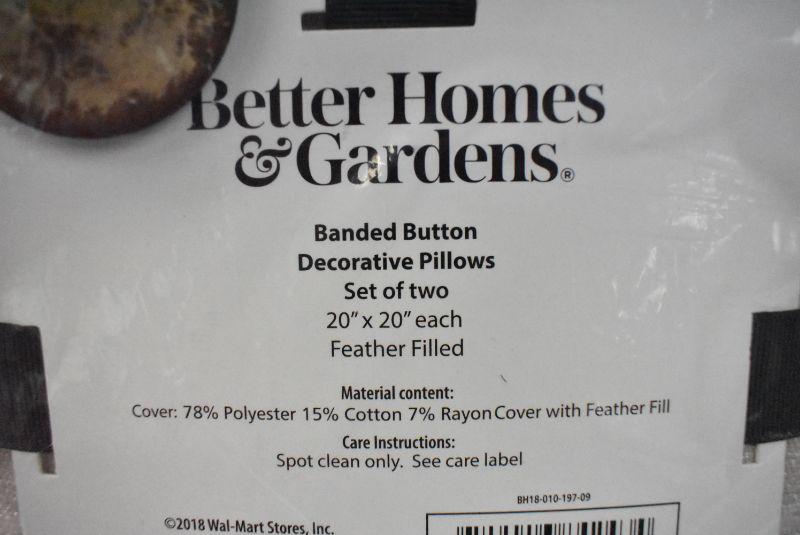 Better Homes
& Gardens®
Banded Button
Decorative Pillows
Set of two
20" x 20" each
Feather Filled
Material content:
Cover: 78% Polyester 15% Cotton 7% Rayon Cover with Feather Fill
Care Instructions:
Spot clean only. See care label
BH18-010-197-09
©2018 Wal-Mart Stores, Inc.